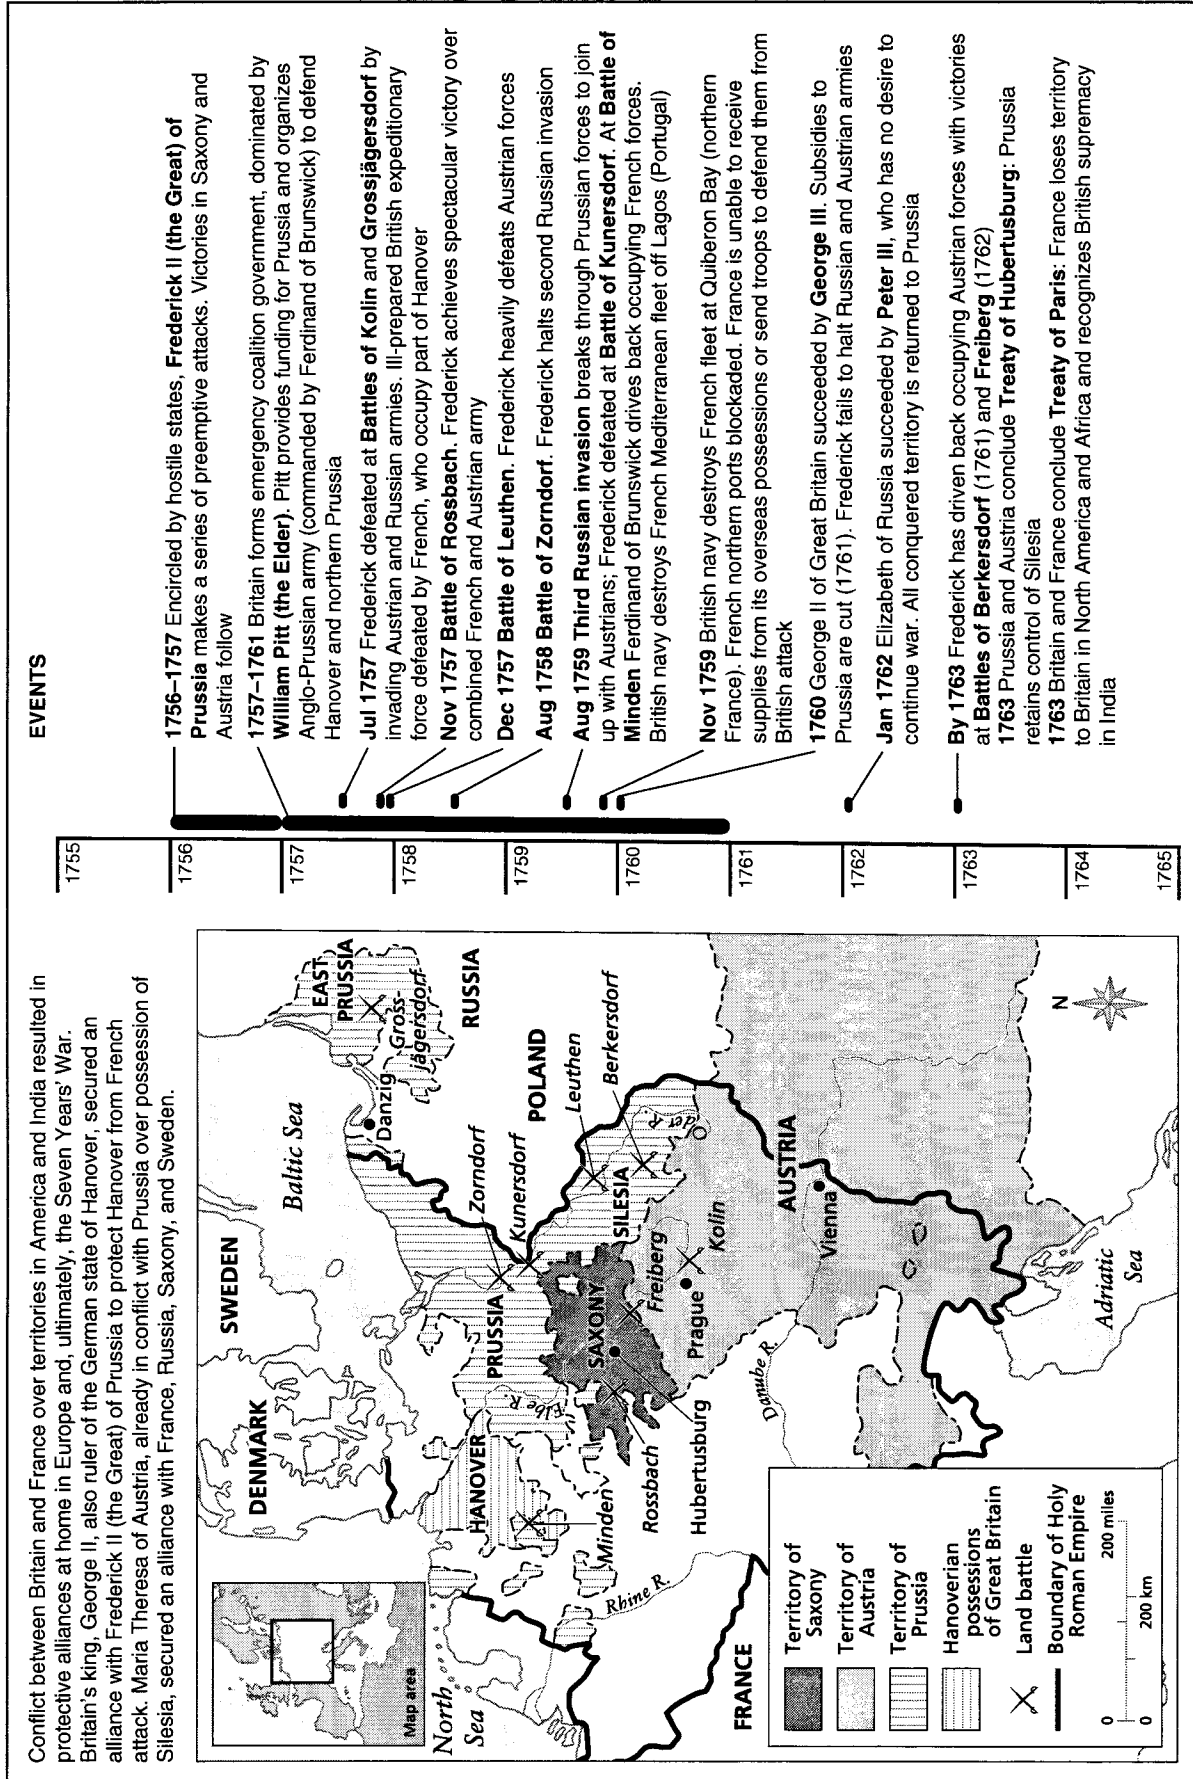 Conflict between Britain and France over territories in America and India resulted in
protective alliances at home in Europe and, ultimately, the Seven Years' War.
Britain's king, George II, also ruler of the German state of Hanover, secured an
alliance with Frederick II (the Great) of Prussia to protect Hanover from French
attack. Maria Theresa of Austria, already in conflict with Prussia over possession of
Silesia, secured an alliance with France, Russia, Saxony, and Sweden.
Map area
North
Sea
DENMARK
SWEDEN
Baltic Sea
EAST
PRUSSIA
Danzig
Gross-
jägersdorf
RUSSIA
HANOVER
Elbe R.
PRUSSIA
Zorndorf
Kunersdorf
POLAND
Minden
Rossbach
Hubertusburg
SAXONY
Freiberg
SILESIA
Leuthen
Berkersdorf
der R.
Prague
Kolin
Rhine R.
Danube R.
AUSTRIA
Vienna
FRANCE
Adriatic
Sea
N
Territory of
Saxony
Territory of
Austria
Territory of
Prussia
Hanoverian
possessions
of Great Britain
Land battle
Boundary of Holy
Roman Empire
0
200 miles
0
200 km
1755
1756
1757
1758
1759
1760
1761
1762
1763
1764
1765
EVENTS
1756–1757 Encircled by hostile states, Frederick II (the Great) of
Prussia makes a series of preemptive attacks. Victories in Saxony and
Austria follow
1757–1761 Britain forms emergency coalition government, dominated by
William Pitt (the Elder). Pitt provides funding for Prussia and organizes
Anglo-Prussian army (commanded by Ferdinand of Brunswick) to defend
Hanover and northern Prussia
Jul 1757 Frederick defeated at Battles of Kolin and Grossjägersdorf by
invading Austrian and Russian armies. Ill-prepared British expeditionary
force defeated by French, who occupy part of Hanover
Nov 1757 Battle of Rossbach. Frederick achieves spectacular victory over
combined French and Austrian army
Dec 1757 Battle of Leuthen. Frederick heavily defeats Austrian forces
Aug 1758 Battle of Zorndorf. Frederick halts second Russian invasion
Aug 1759 Third Russian invasion breaks through Prussian forces to join
up with Austrians; Frederick defeated at Battle of Kunersdorf. At Battle of
Minden Ferdinand of Brunswick drives back occupying French forces.
British navy destroys French Mediterranean fleet off Lagos (Portugal)
Nov 1759 British navy destroys French fleet at Quiberon Bay (northern
France). French northern ports blockaded. France is unable to receive
supplies from its overseas possessions or send troops to defend them from
British attack
1760 George II of Great Britain succeeded by George III. Subsidies to
Prussia are cut (1761). Frederick fails to halt Russian and Austrian armies
Jan 1762 Elizabeth of Russia succeeded by Peter III, who has no desire to
continue war. All conquered territory is returned to Prussia
By 1763 Frederick has driven back occupying Austrian forces with victories
at Battles of Berkersdorf (1761) and Freiberg (1762)
1763 Prussia and Austria conclude Treaty of Hubertusburg: Prussia
retains control of Silesia
1763 Britain and France conclude Treaty of Paris: France loses territory
to Britain in North America and Africa and recognizes British supremacy
in India